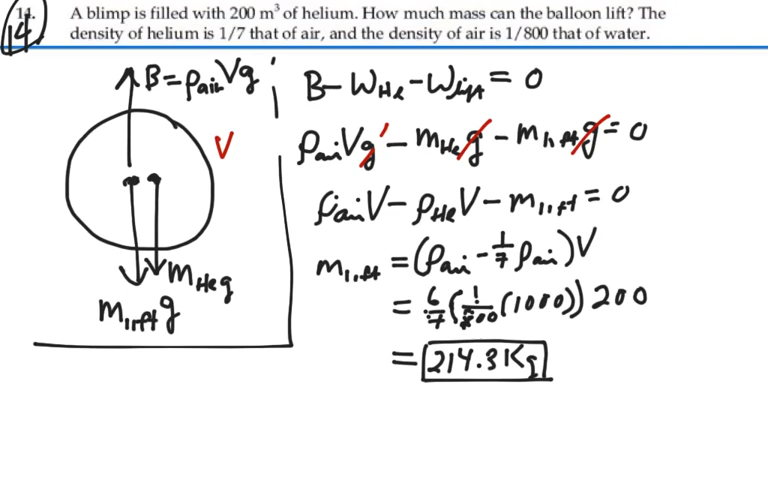 14.
A blimp is filled with 200 m³ of helium. How much mass can the balloon lift? The
density of helium is 1/7 that of air, and the density of air is 1/800 that of water.
B = ρair Vg
V
mHe g
mlift g
B - WHe - Wlift = 0
ρair Vg - mHe g - mlift g = 0
ρair V - ρHe V - mlift = 0
mlift = (ρair - 1/7 ρair) V
= 6/7 (1/800 (1000)) 200
= 214.3 Kg